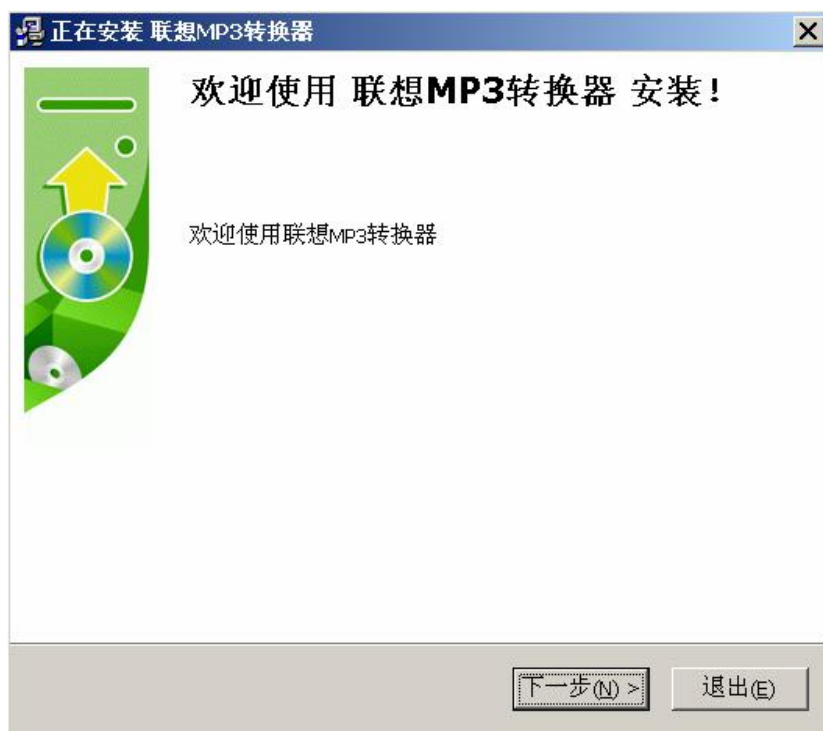 正在安装 联想MP3转换器
欢迎使用 联想MP3转换器 安装!
欢迎使用联想MP3转换器
下一步(N) >
退出(E)